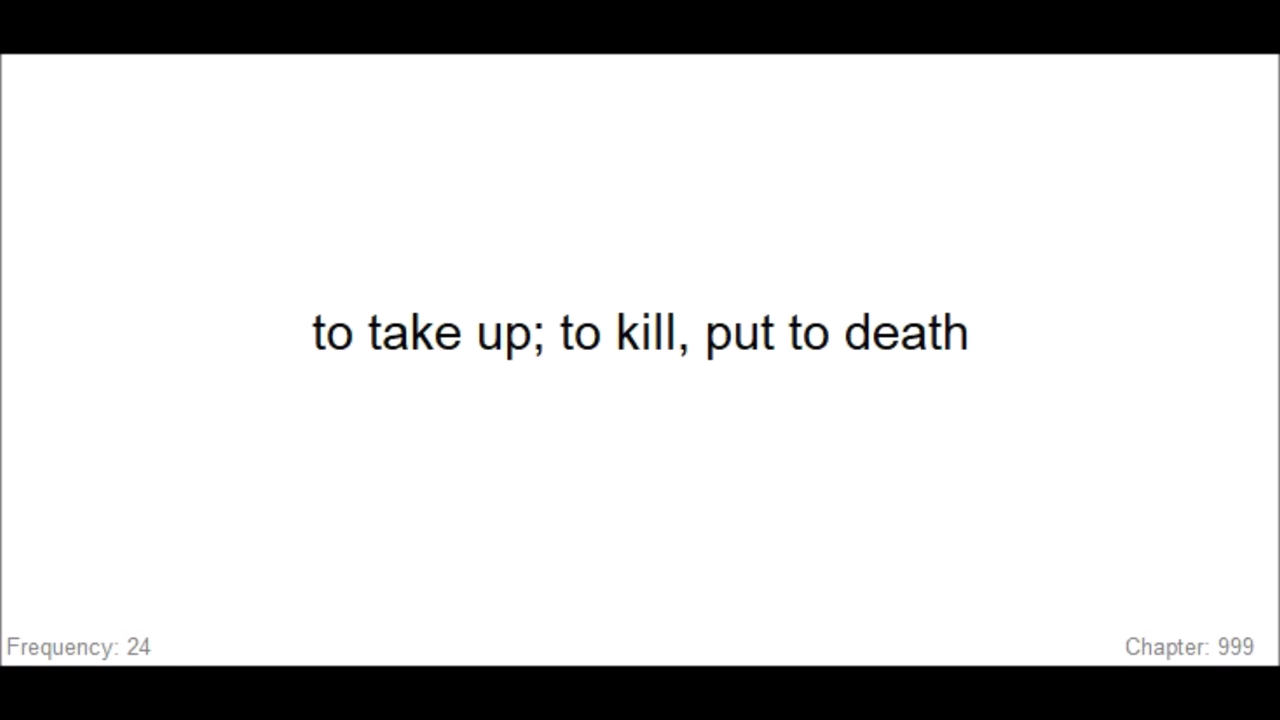 to take up; to kill, put to death
Frequency: 24
Chapter: 999